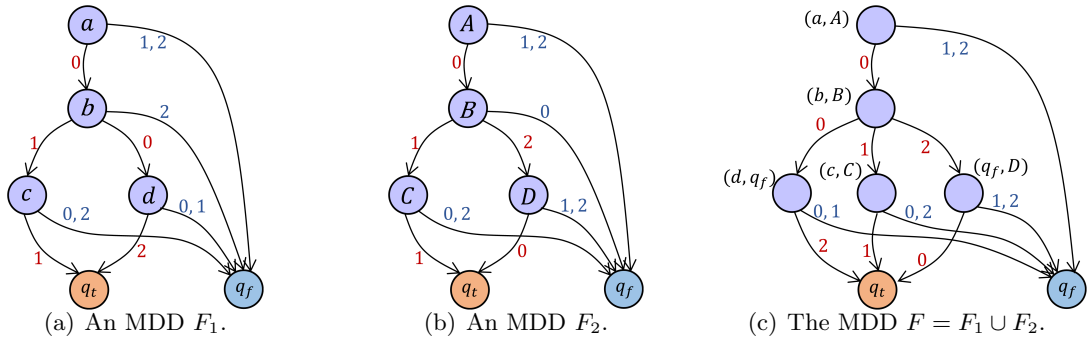 a
1, 2
0
b
2
1
0
c
d
0, 2
0, 1
1
2
q_t
q_f
(a) An MDD F_1.
A
1, 2
0
B
0
1
2
C
D
0, 2
1, 2
1
0
q_t
q_f
(b) An MDD F_2.
(a, A)
1, 2
0
(b, B)
0
1
2
(d, q_f)
(c, C)
(q_f, D)
0, 1
0, 2
1, 2
2
1
0
q_t
q_f
(c) The MDD F = F_1 ∪ F_2.